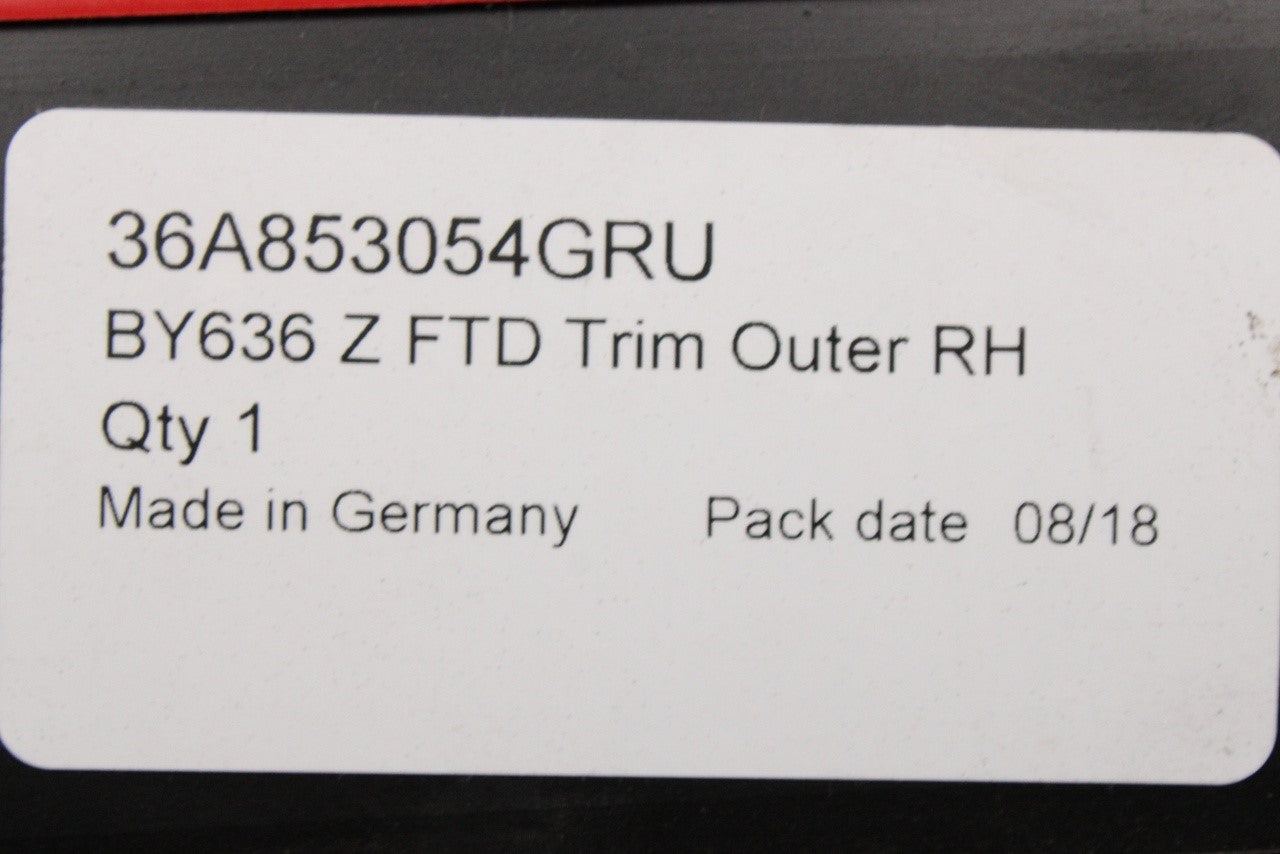 36A853054GRU
BY636 Z FTD Trim Outer RH
Qty 1
Made in Germany Pack date 08/18